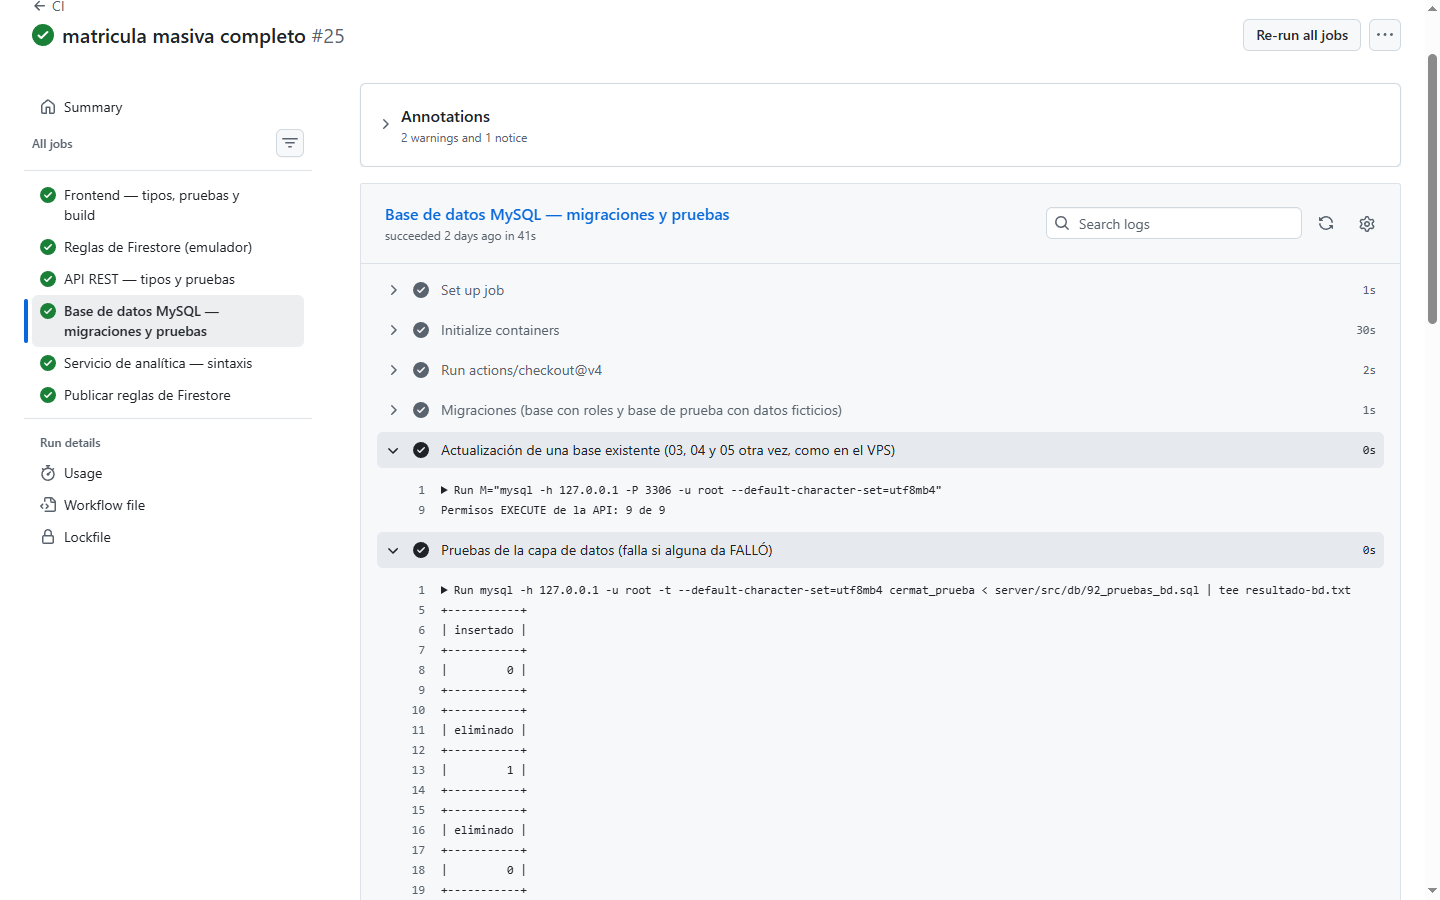 ← CI
matricula masiva completo #25
Re-run all jobs
Summary
All jobs
Frontend — tipos, pruebas y
build
Reglas de Firestore (emulador)
API REST — tipos y pruebas
Base de datos MySQL —
migraciones y pruebas
Servicio de analítica — sintaxis
Publicar reglas de Firestore
Run details
Usage
Workflow file
Lockfile
Annotations
2 warnings and 1 notice
Base de datos MySQL — migraciones y pruebas
succeeded 2 days ago in 41s
Search logs
Set up job 1s
Initialize containers 30s
Run actions/checkout@v4 2s
Migraciones (base con roles y base de prueba con datos ficticios) 1s
Actualización de una base existente (03, 04 y 05 otra vez, como en el VPS) 0s
1 ▶ Run M="mysql -h 127.0.0.1 -P 3306 -u root --default-character-set=utf8mb4"
9 Permisos EXECUTE de la API: 9 de 9
Pruebas de la capa de datos (falla si alguna da FALLÓ) 0s
1 ▶ Run mysql -h 127.0.0.1 -u root -t --default-character-set=utf8mb4 cermat_prueba < server/src/db/92_pruebas_bd.sql | tee resultado-bd.txt
5 +-----------+
6 | insertado |
7 +-----------+
8 |         0 |
9 +-----------+
10 +-----------+
11 | eliminado |
12 +-----------+
13 |         1 |
14 +-----------+
15 +-----------+
16 | eliminado |
17 +-----------+
18 |         0 |
19 +-----------+